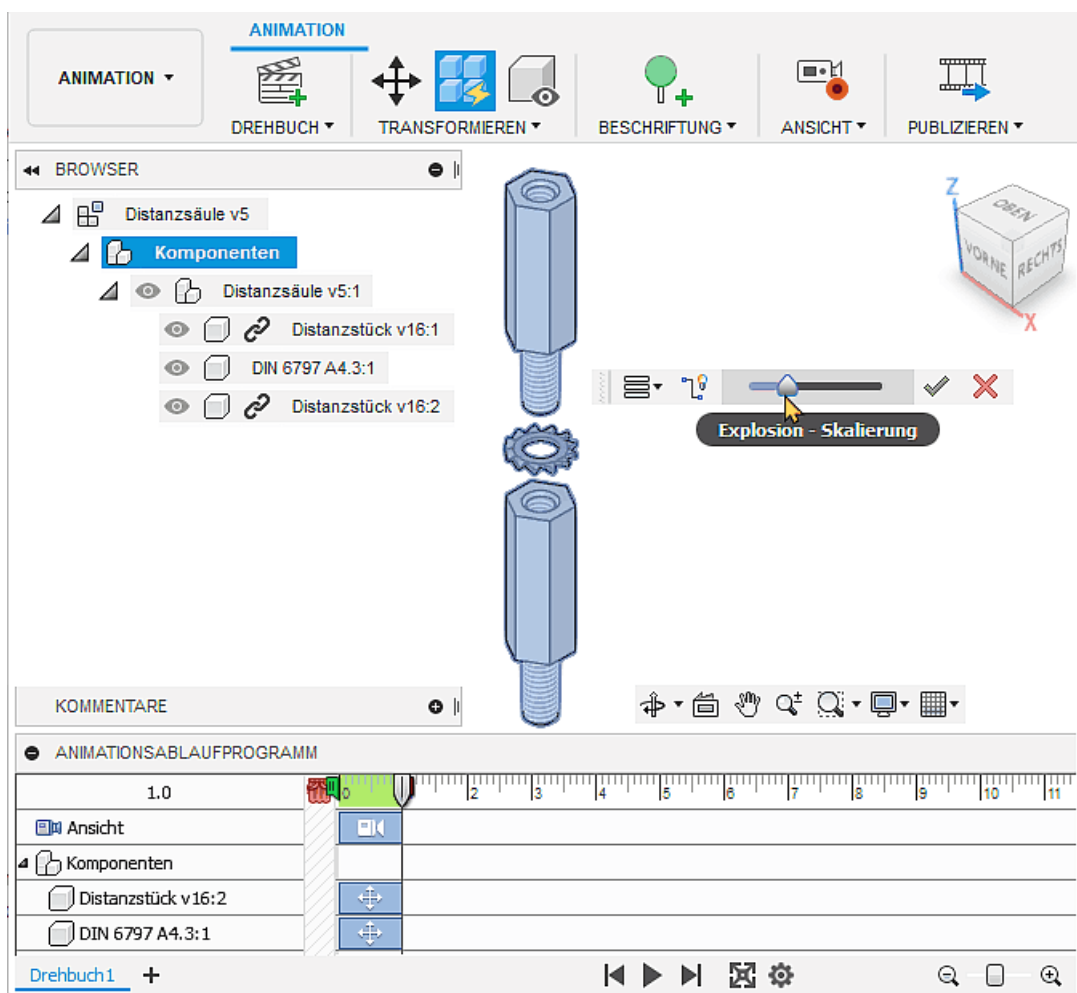 ANIMATION
ANIMATION
DREHBUCH
TRANSFORMIEREN
BESCHRIFTUNG
ANSICHT
PUBLIZIEREN
BROWSER
Distanzsäule v5
Komponenten
Distanzsäule v5:1
Distanzstück v16:1
DIN 6797 A4.3:1
Distanzstück v16:2
Z
OBEN
VORNE
RECHTS
X
Explosion - Skalierung
KOMMENTARE
ANIMATIONSABLAUFPROGRAMM
1.0
0 2 3 4 5 6 7 8 9 10 11
Ansicht
Komponenten
Distanzstück v16:2
DIN 6797 A4.3:1
Drehbuch1